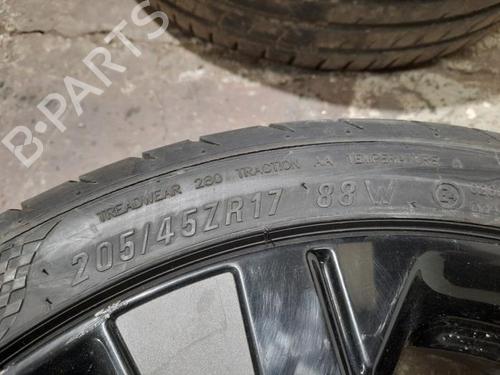 B-PARTS
TREADWEAR 280 TRACTION AA TEMPERATURE
205/45ZR17 88W